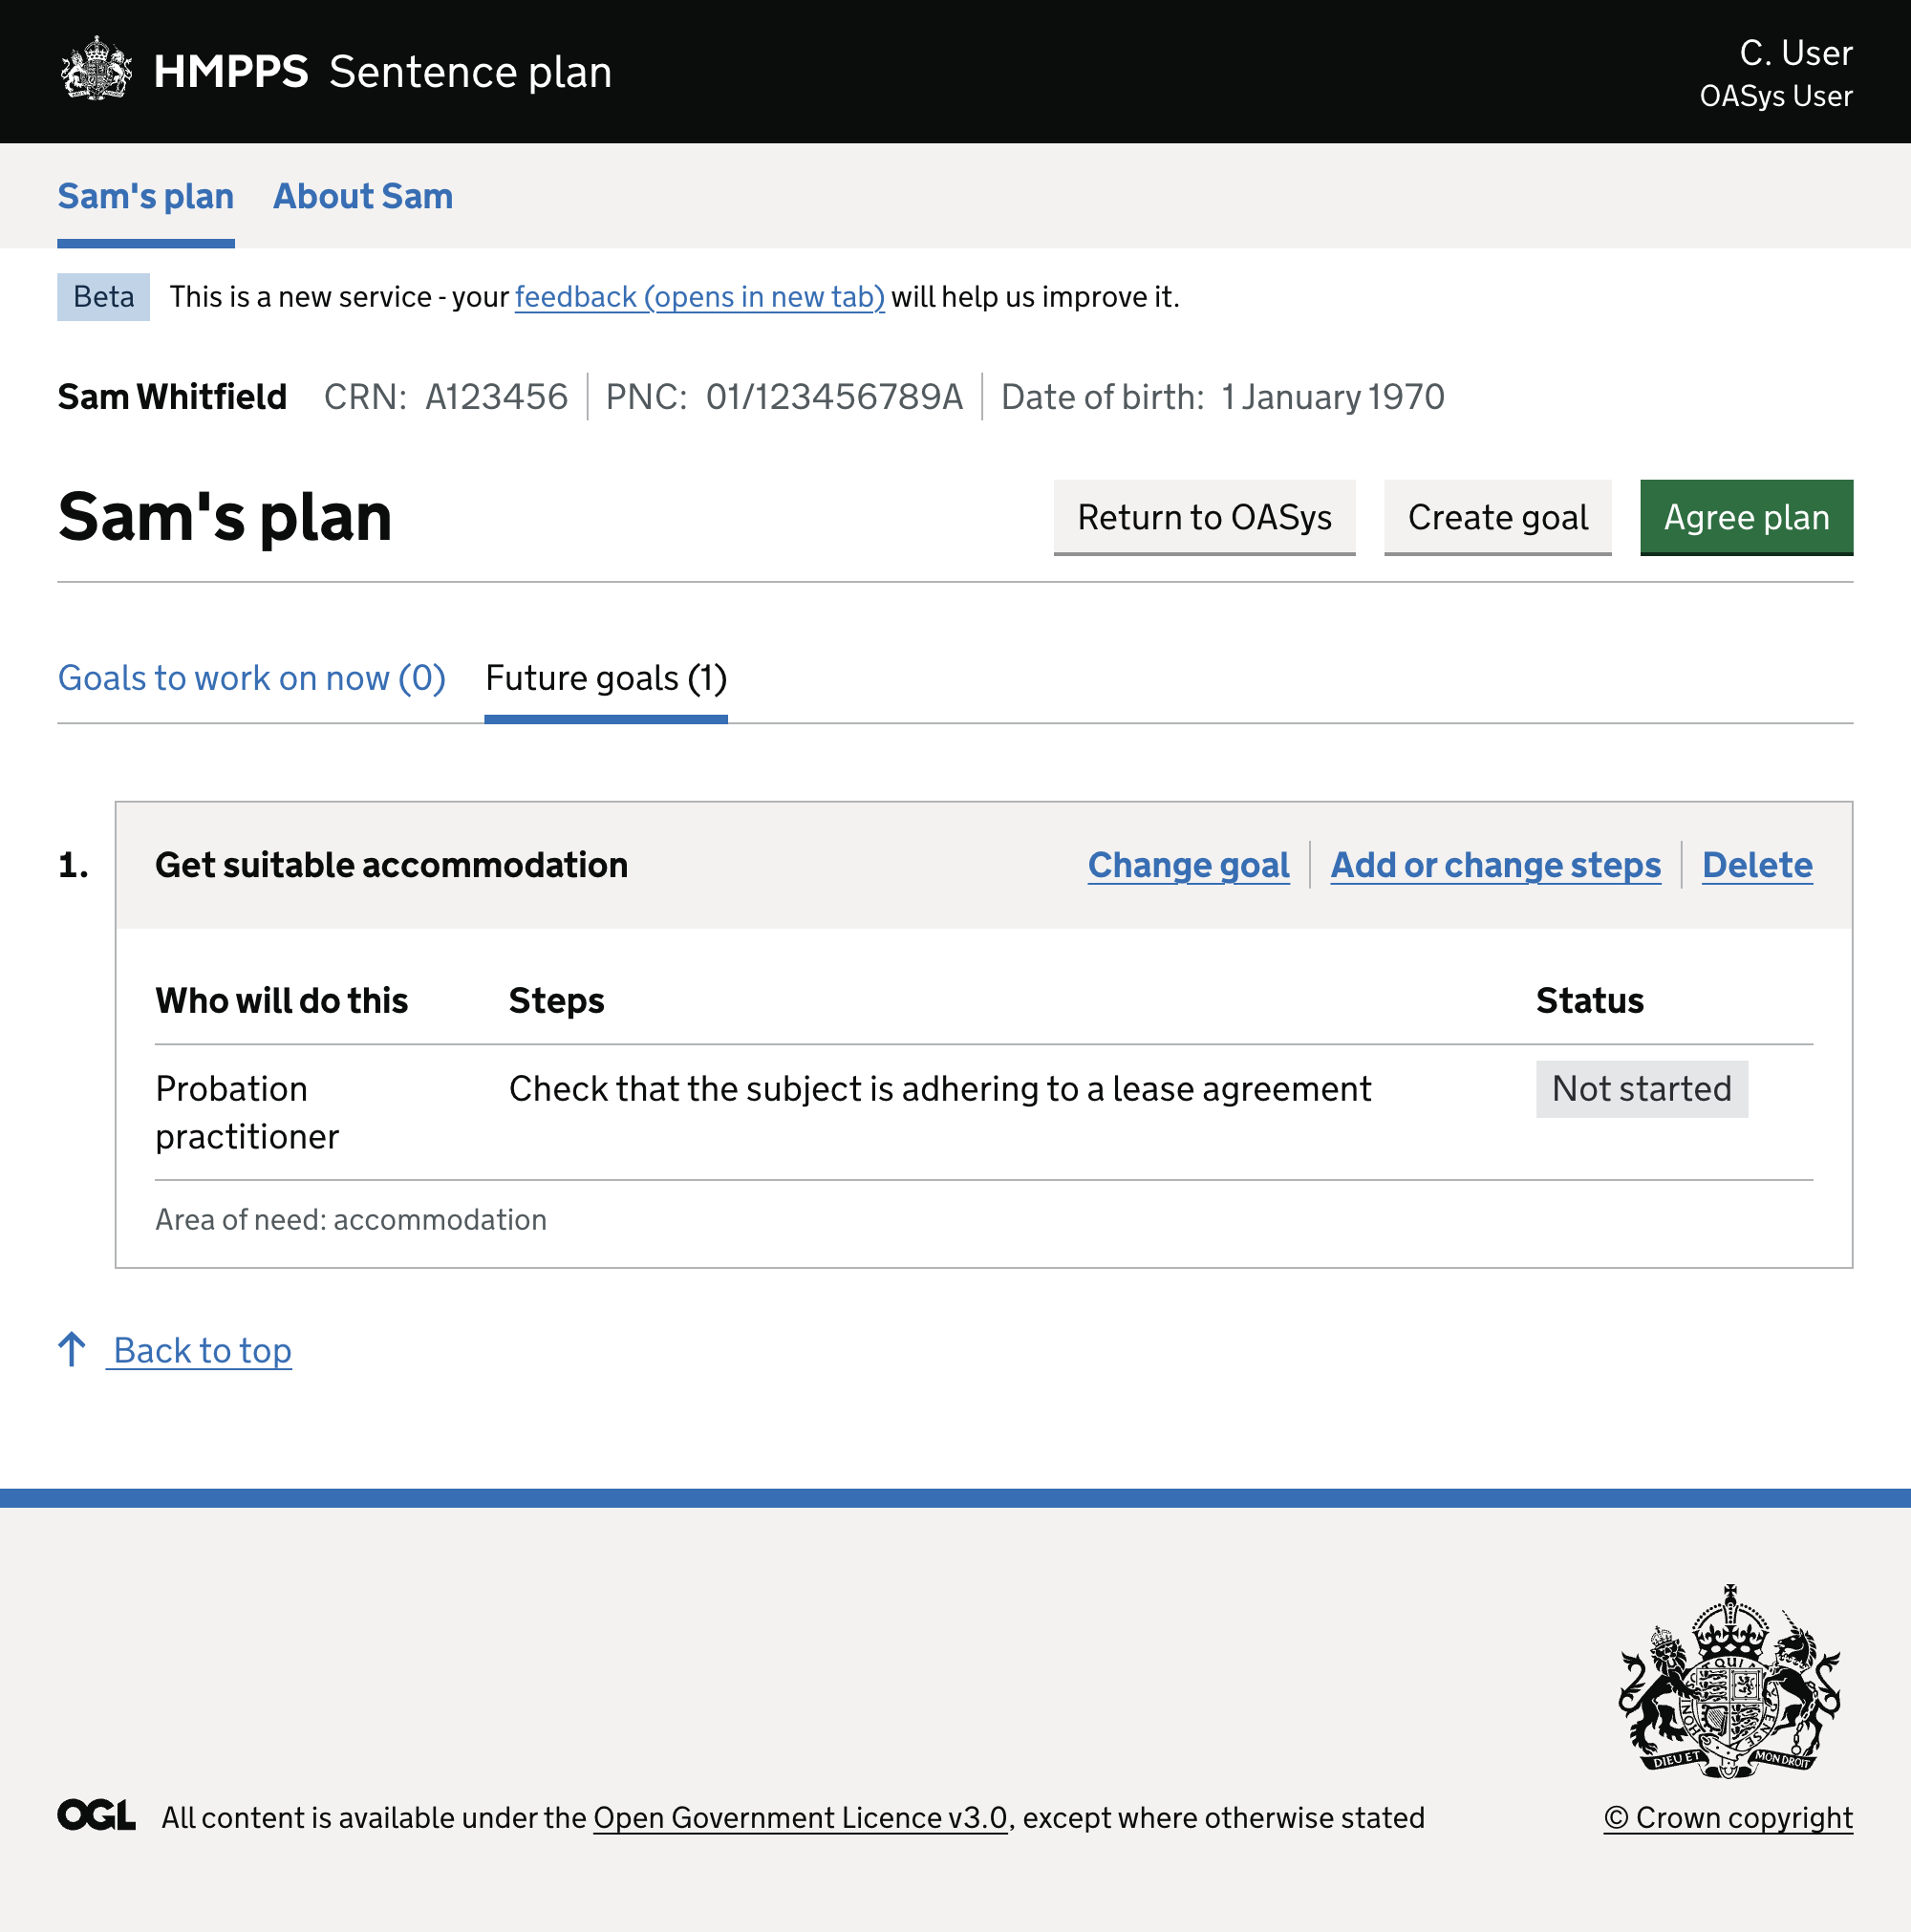 HMPPS Sentence plan
C. User
OASys User
Sam's plan About Sam
Beta This is a new service - your feedback (opens in new tab) will help us improve it.
Sam Whitfield CRN: A123456 PNC: 01/123456789A Date of birth: 1 January 1970
Sam's plan
Return to OASys Create goal Agree plan
Goals to work on now (0) Future goals (1)
1. Get suitable accommodation Change goal Add or change steps Delete
Who will do this Steps Status
Probation Check that the subject is adhering to a lease agreement Not started
practitioner
Area of need: accommodation
↑ Back to top
DIEU ET MON DROIT
OGL All content is available under the Open Government Licence v3.0, except where otherwise stated
© Crown copyright